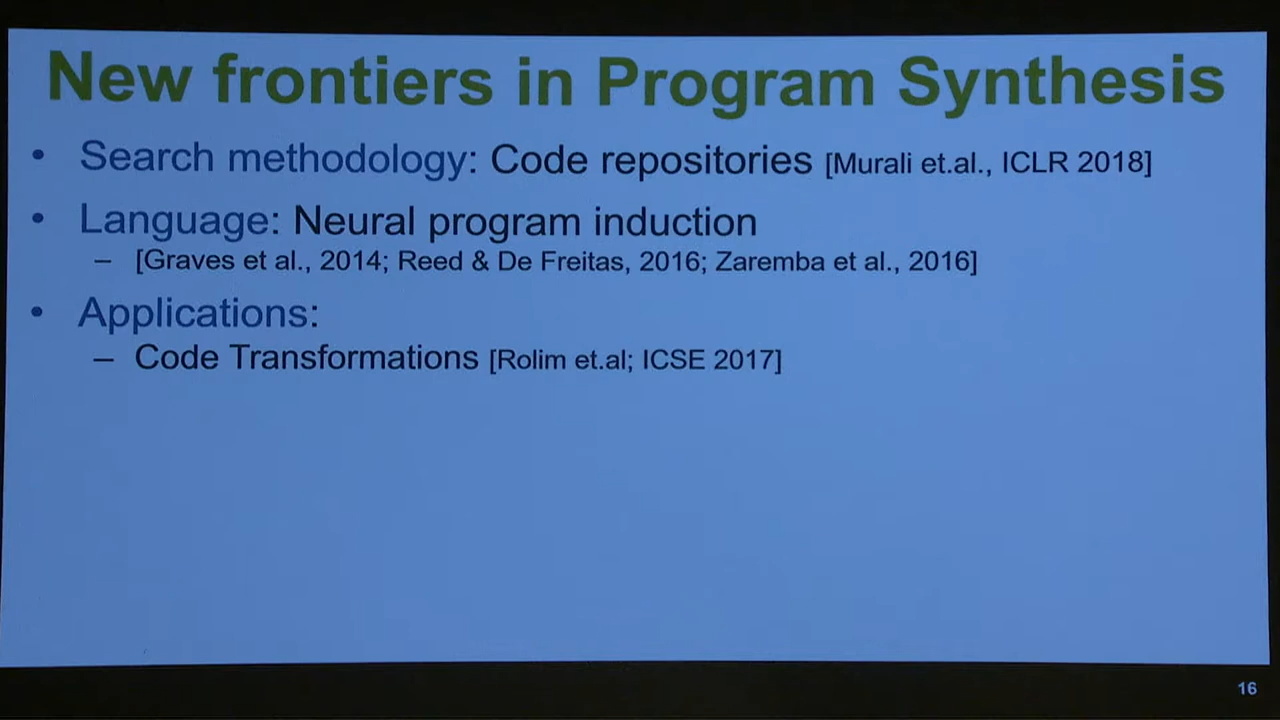 New frontiers in Program Synthesis
• Search methodology: Code repositories [Murali et.al., ICLR 2018]
• Language: Neural program induction
– [Graves et al., 2014; Reed & De Freitas, 2016; Zaremba et al., 2016]
• Applications:
– Code Transformations [Rolim et.al; ICSE 2017]
16